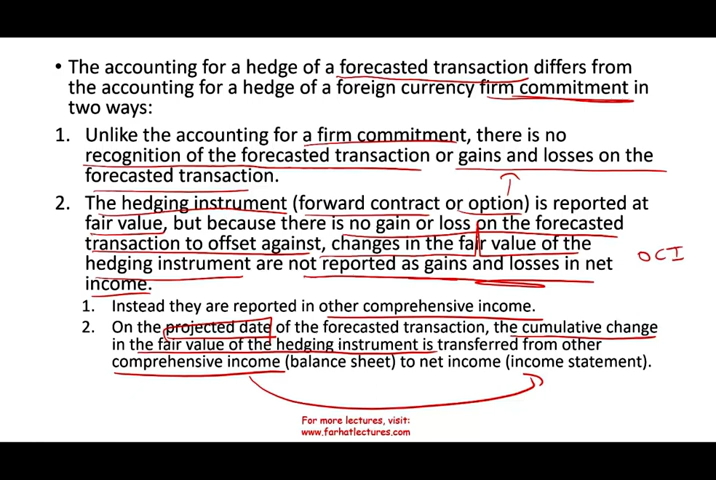 • The accounting for a hedge of a forecasted transaction differs from
the accounting for a hedge of a foreign currency firm commitment in
two ways:
1. Unlike the accounting for a firm commitment, there is no
recognition of the forecasted transaction or gains and losses on the
forecasted transaction.
2. The hedging instrument (forward contract or option) is reported at
fair value, but because there is no gain or loss on the forecasted
transaction to offset against, changes in the fair value of the
hedging instrument are not reported as gains and losses in net
income.
OCI
1. Instead they are reported in other comprehensive income.
2. On the projected date of the forecasted transaction, the cumulative change
in the fair value of the hedging instrument is transferred from other
comprehensive income (balance sheet) to net income (income statement).
For more lectures, visit:
www.farhatlectures.com